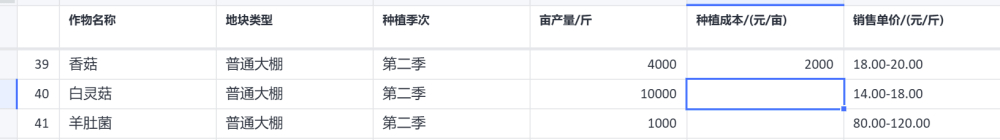 作物名称 地块类型 种植季次 亩产量/斤 种植成本/(元/亩) 销售单价/(元/斤)
39 香菇 普通大棚 第二季 4000 2000 18.00-20.00
40 白灵菇 普通大棚 第二季 10000 14.00-18.00
41 羊肚菌 普通大棚 第二季 1000 80.00-120.00